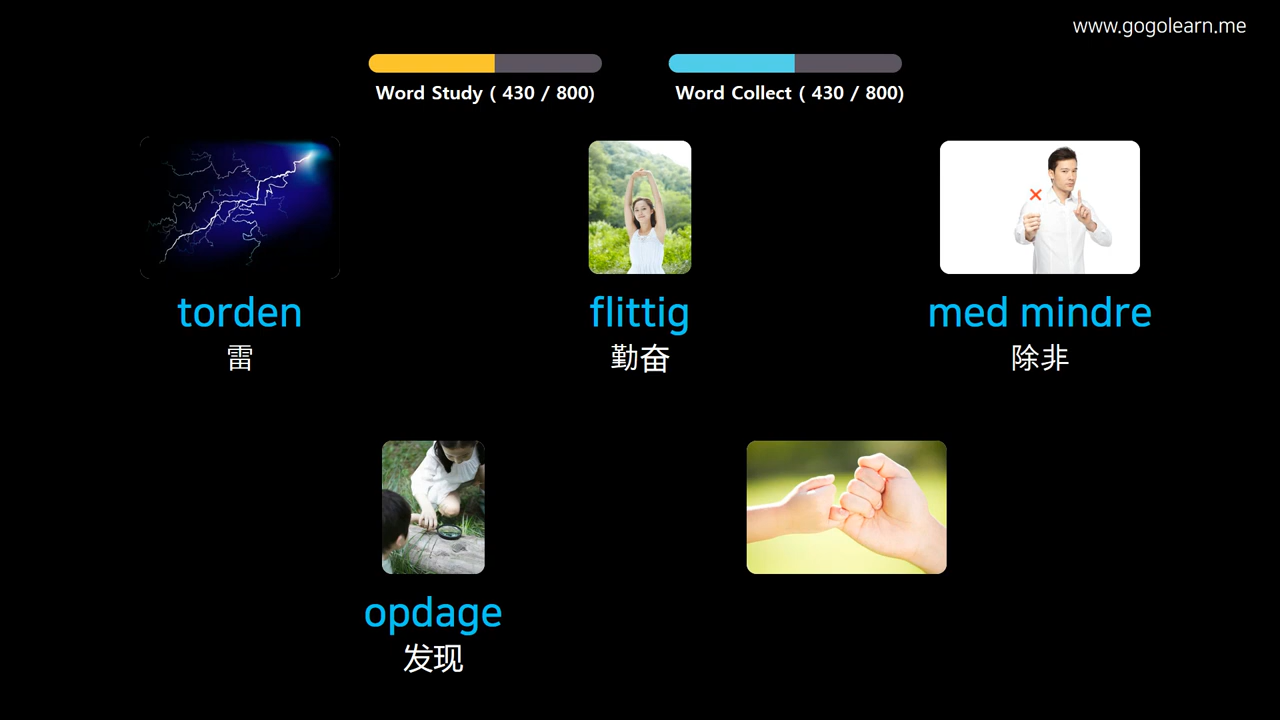 www.gogolearn.me
Word Study ( 430 / 800)
Word Collect ( 430 / 800)
torden
雷
flittig
勤奋
med mindre
除非
opdage
发现